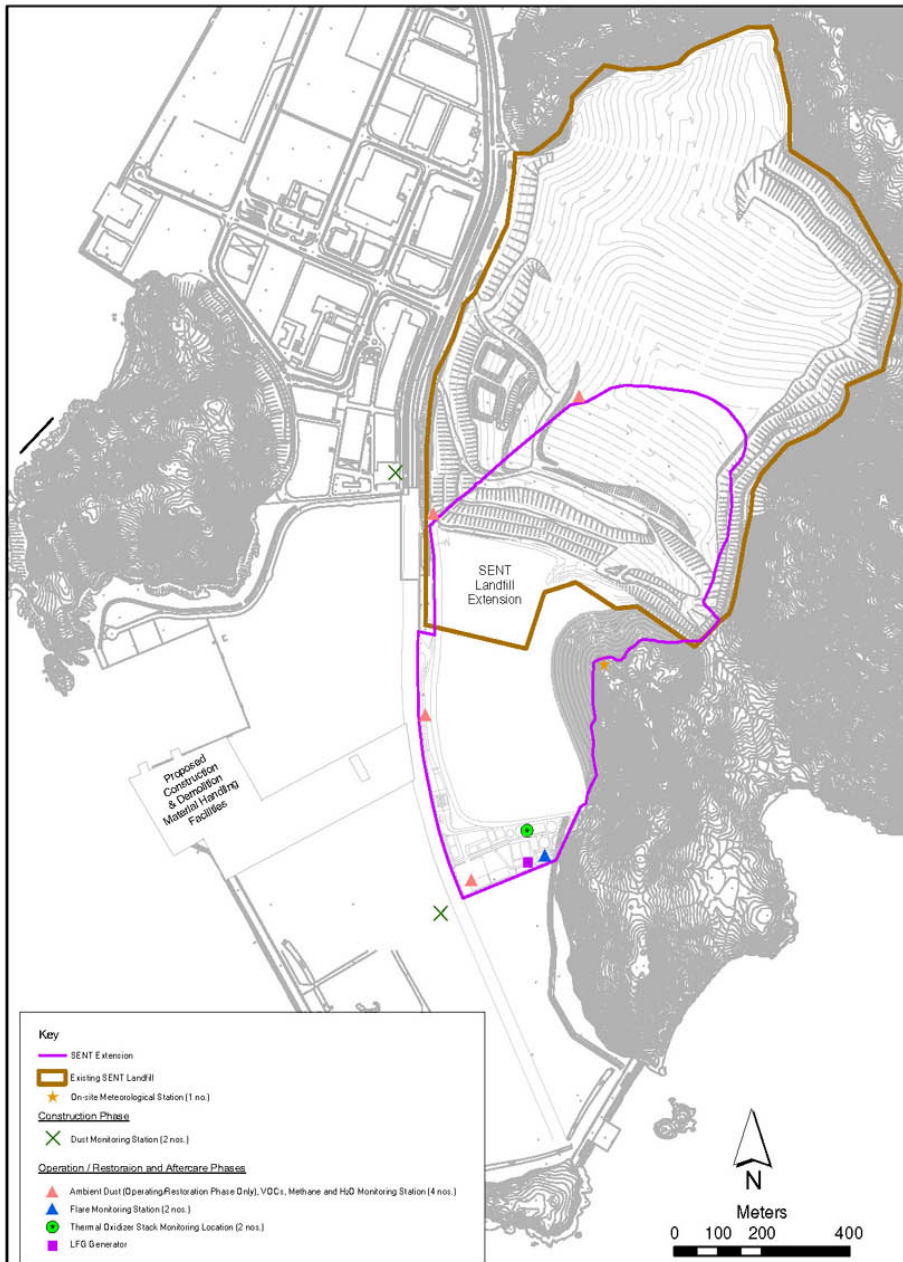 SENT
Landfill
Extension
Proposed
Construction
& Demolition
Material Handling
Facilities
Key
SENT Extension
Existing SENT Landfill
On-site Meteorological Station (1 no.)
Construction Phase
Dust Monitoring Station (2 nos.)
Operation / Restoraion and Aftercare Phases
Ambient Dust (Operating/Restoration Phase Only), VOCs, Methane and H2O Monitoring Station (4 nos.)
Flare Monitoring Station (2 nos.)
Thermal Oxidizer Stack Monitoring Location (2 nos.)
LFG Generator
N
Meters
0 100 200 400